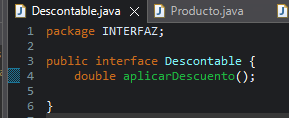 Descontable.java
Producto.java
1 package INTERFAZ;
2
3 public interface Descontable {
4     double aplicarDescuento();
5
6 }